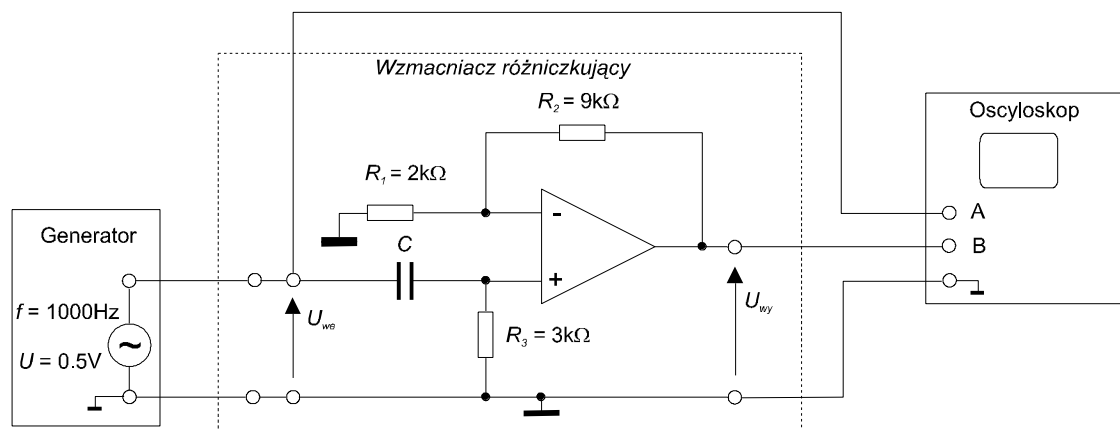 Wzmacniacz różniczkujący
R₂ = 9kΩ
Oscyloskop
R₁ = 2kΩ
A
Generator
-
B
C
+
f = 1000Hz
Uwe
Uwy
R₃ = 3kΩ
~
U = 0.5V